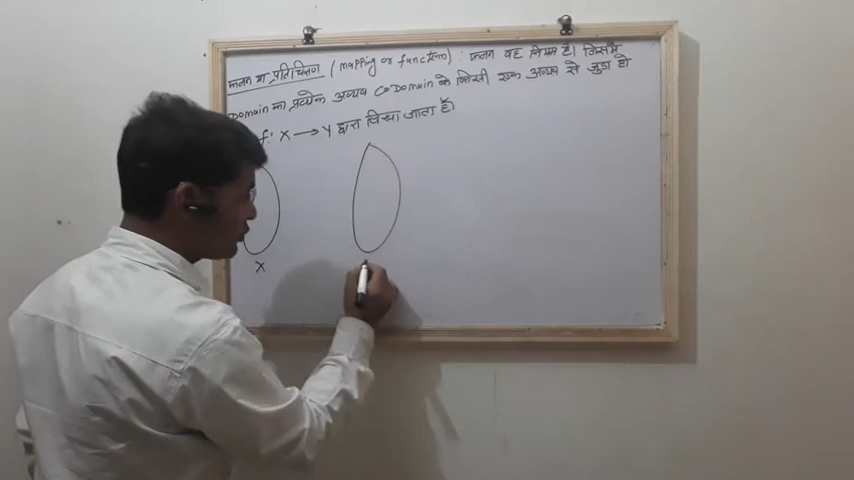 फलन या प्रतिचित्रण (mapping or function) : फलन वह नियम है। जिसमें
Domain का प्रत्येक अवयव CoDomain के किसी एक अवयव से जुड़ा हो
f: X → Y द्वारा लिखा जाता है।
X